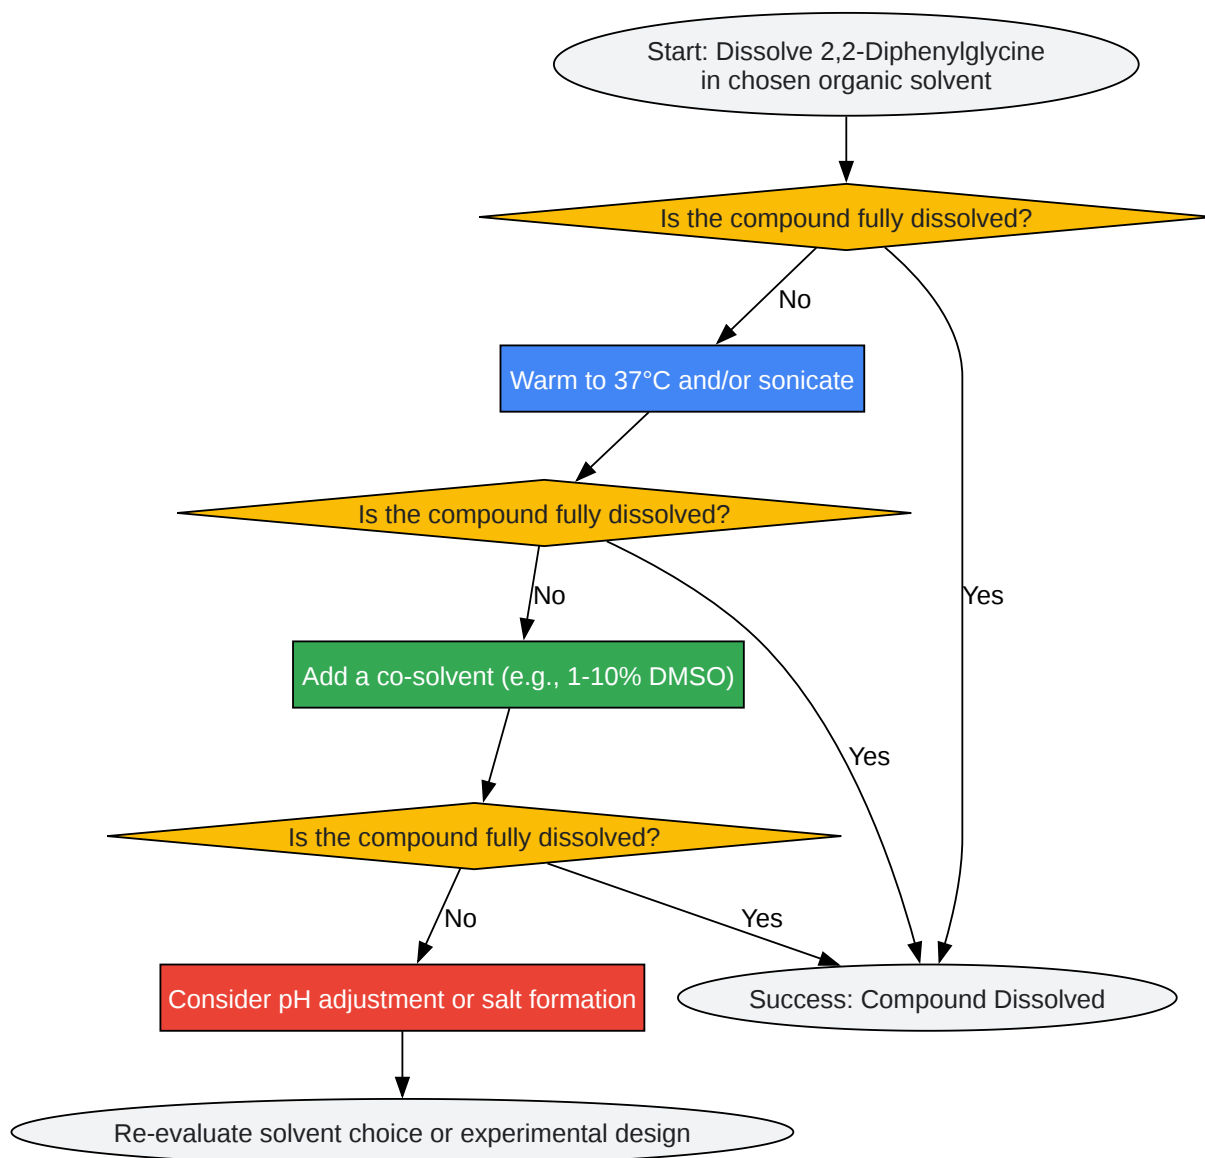 Start: Dissolve 2,2-Diphenylglycine
in chosen organic solvent
Is the compound fully dissolved?
No
Warm to 37°C and/or sonicate
Is the compound fully dissolved?
No
Yes
Add a co-solvent (e.g., 1-10% DMSO)
Yes
Is the compound fully dissolved?
No
Yes
Consider pH adjustment or salt formation
Success: Compound Dissolved
Re-evaluate solvent choice or experimental design